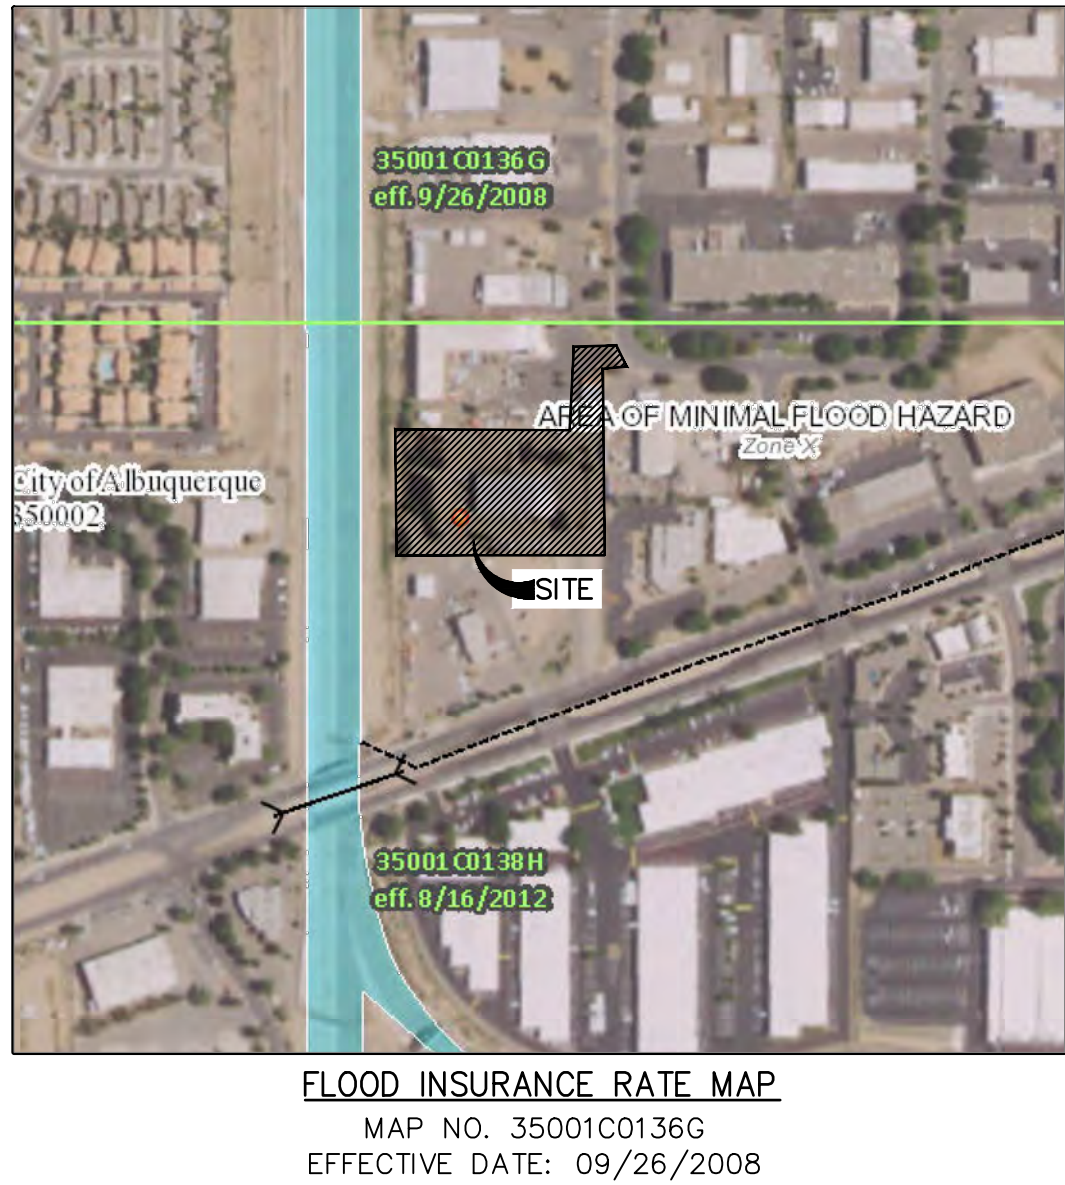 35001C0136G
eff. 9/26/2008
AREA OF MINIMAL FLOOD HAZARD
Zone X
City of Albuquerque
350002
SITE
35001C0138H
eff. 8/16/2012
FLOOD INSURANCE RATE MAP
MAP NO. 35001C0136G
EFFECTIVE DATE: 09/26/2008